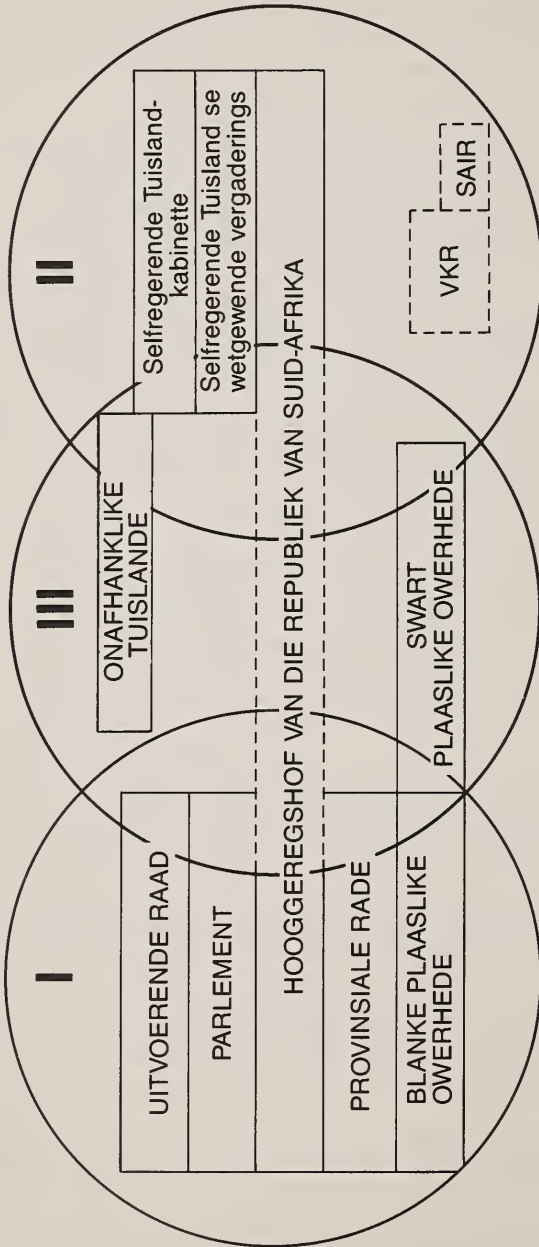 I
UITVOERENDE RAAD
PARLEMENT
HOOGGEREGSHOF VAN DIE REPUBLIEK VAN SUID-AFRIKA
PROVINSIALE RADE
BLANKE PLAASLIKE
OWERHEDE
III
ONAFHANKLIKE
TUISLANDE
SWART
PLAASLIKE OWERHEDE
II
Selfregerende Tuisland-
kabinette
Selfregerende Tuisland se
wetgewende vergaderings
VKR
SAIR